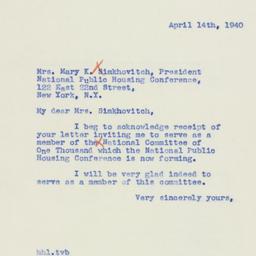 April 14th, 1940
Mrs. Mary K. Simkhovitch, President
National Public Housing Conference,
122 East 22nd Street,
New York, N.Y.
My dear Mrs. Simkhovitch,
I beg to acknowledge receipt of
your letter inviting me to serve as a
member of the National Committee of
One Thousand which the National Public
Housing Conference is now forming.
I will be very glad indeed to
serve as a member of this committee.
Very sincerely yours,
hhl.tvb